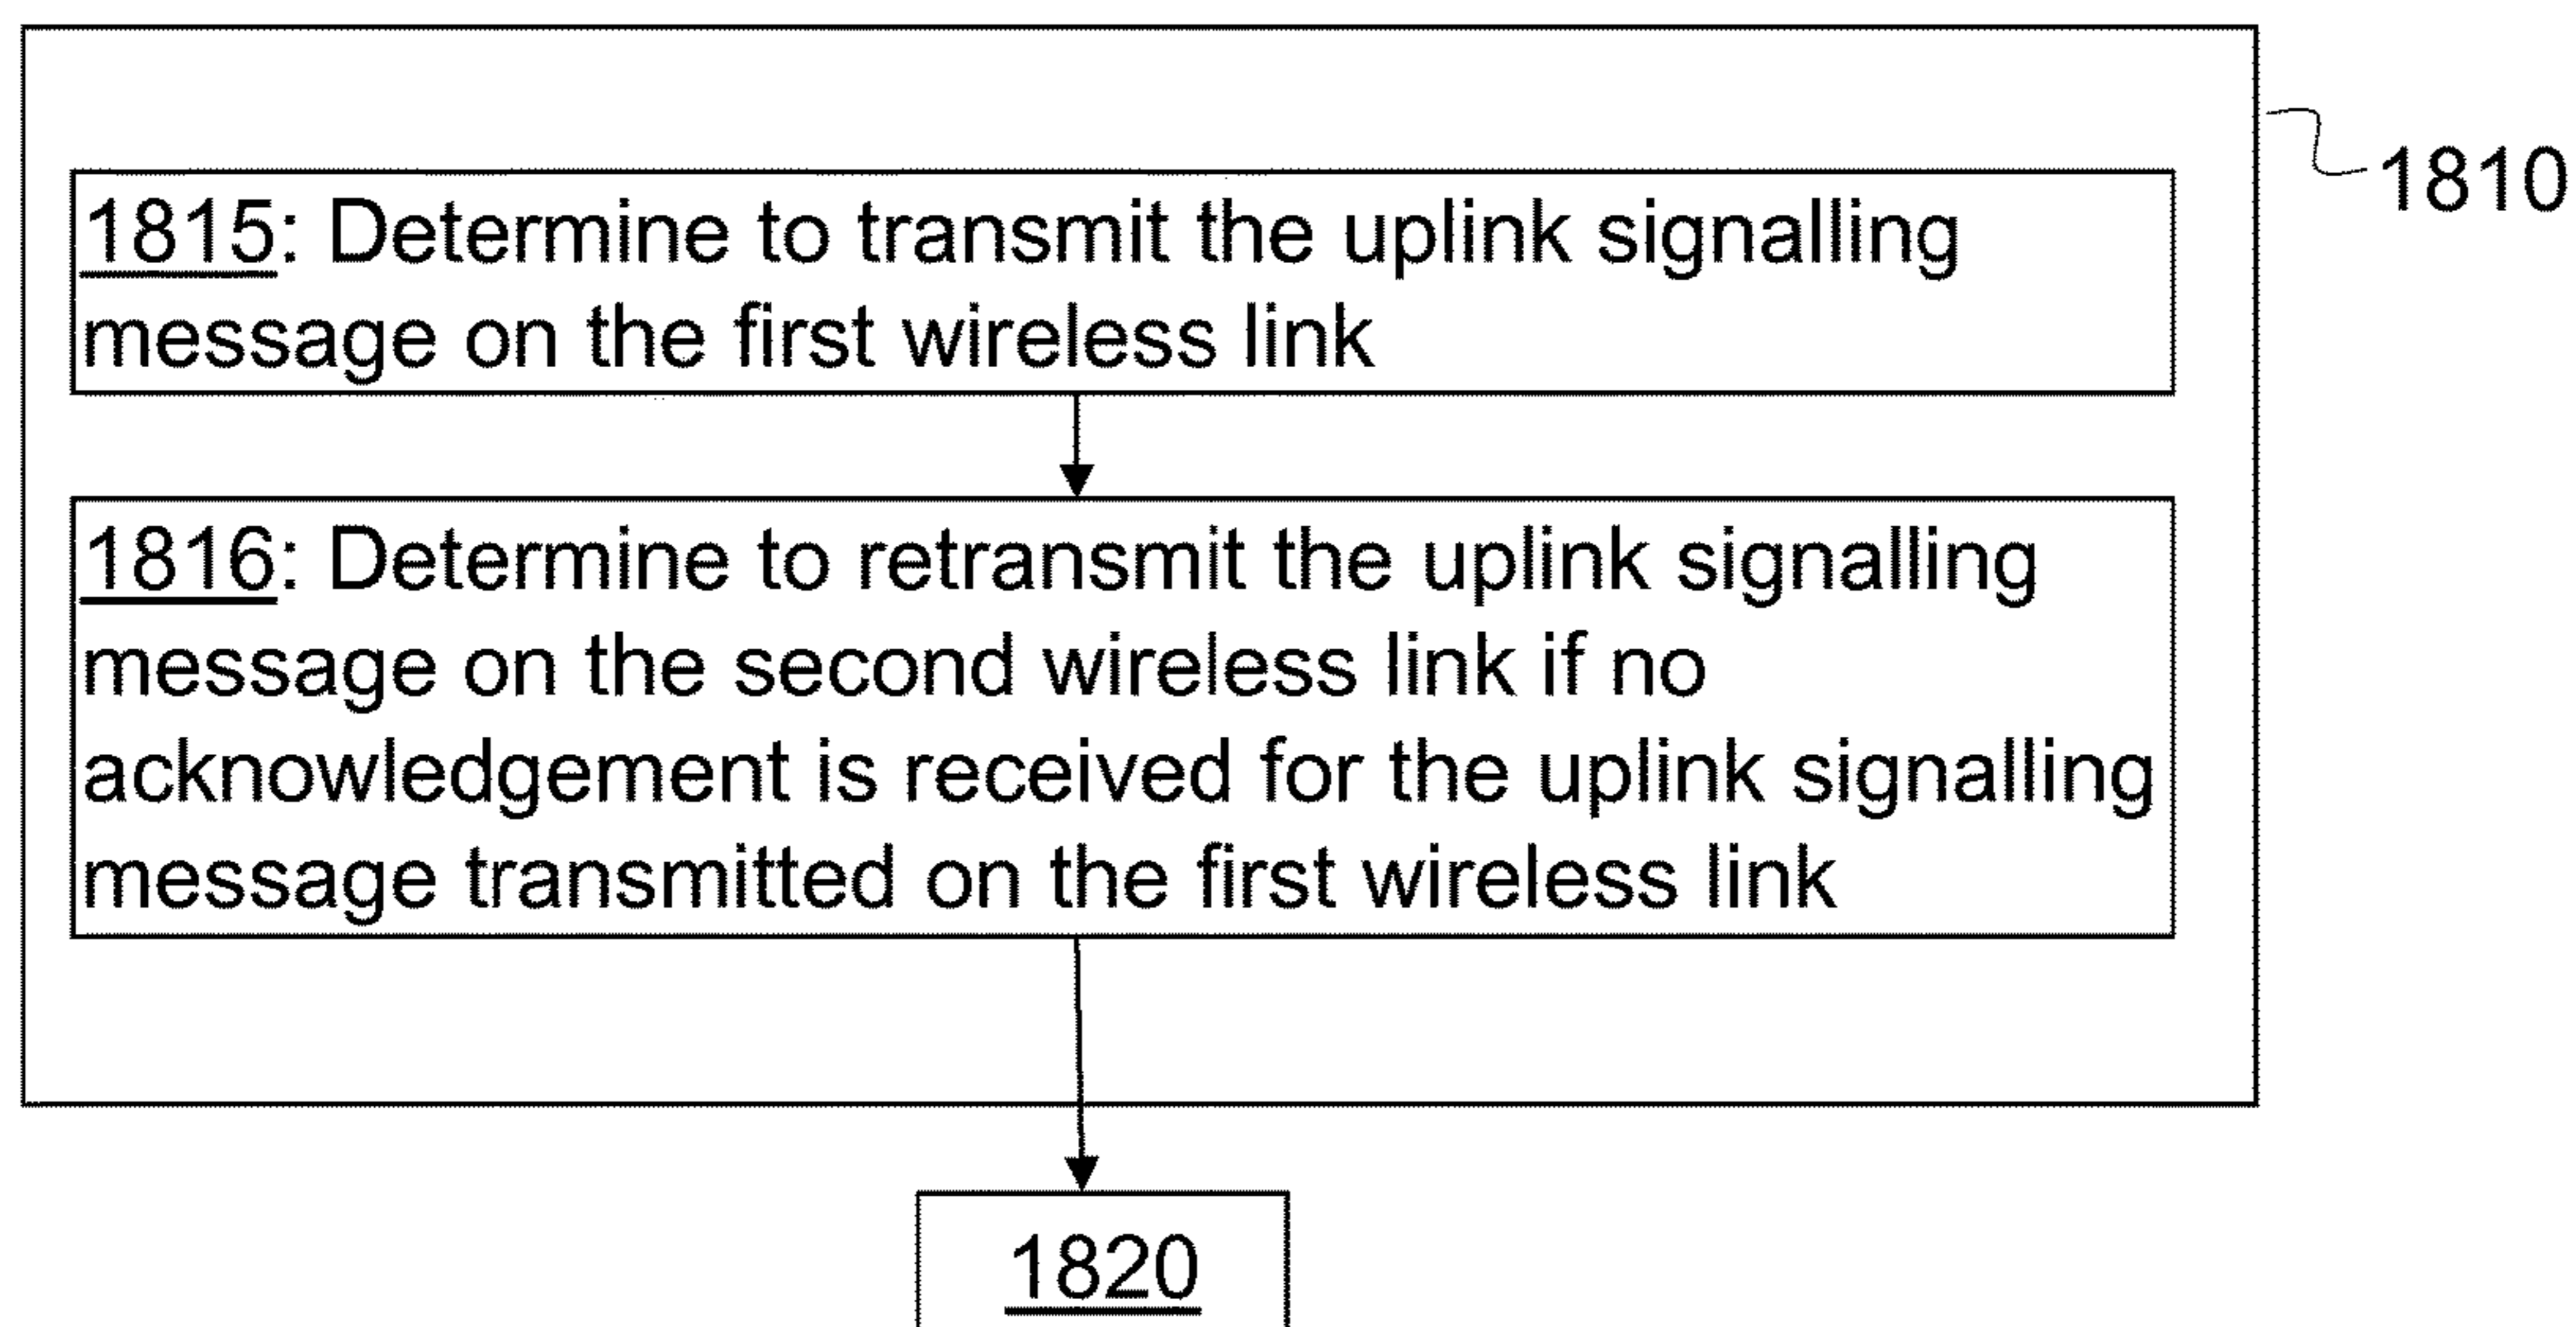 1810
1815: Determine to transmit the uplink signalling
message on the first wireless link
1816: Determine to retransmit the uplink signalling
message on the second wireless link if no
acknowledgement is received for the uplink signalling
message transmitted on the first wireless link
1820